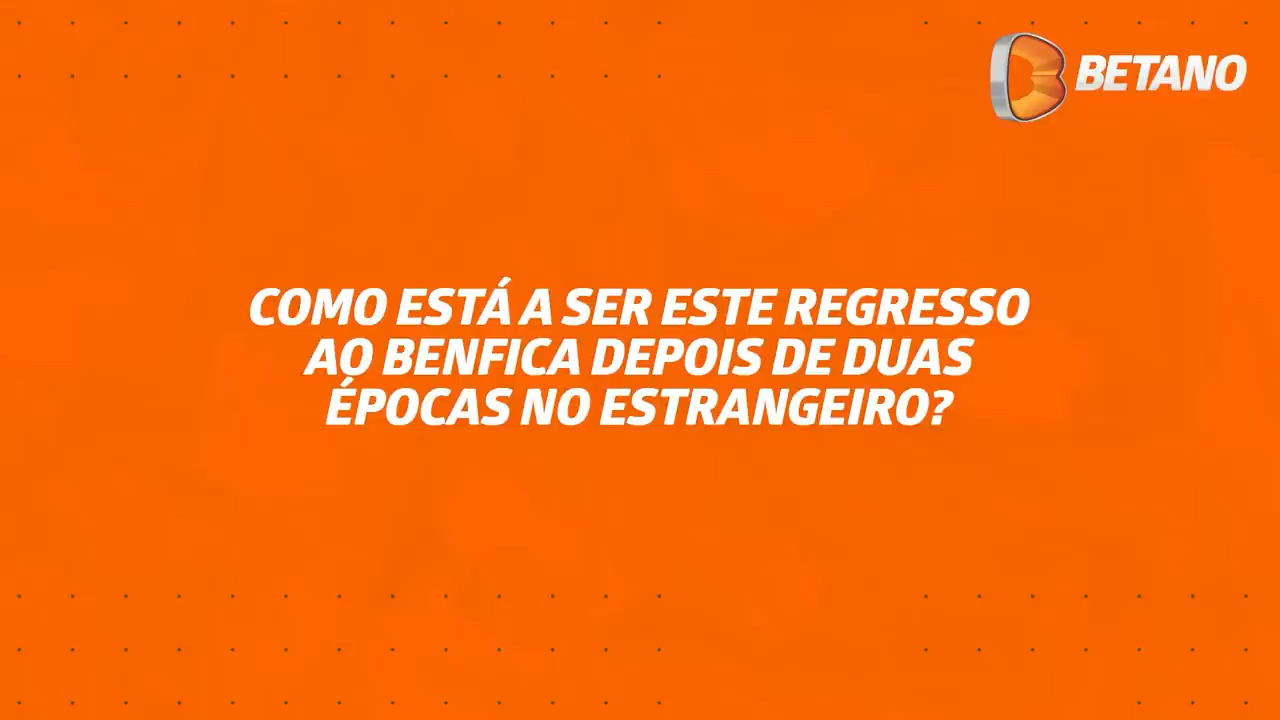 BETANO
COMO ESTÁ A SER ESTE REGRESSO
AO BENFICA DEPOIS DE DUAS
ÉPOCAS NO ESTRANGEIRO?